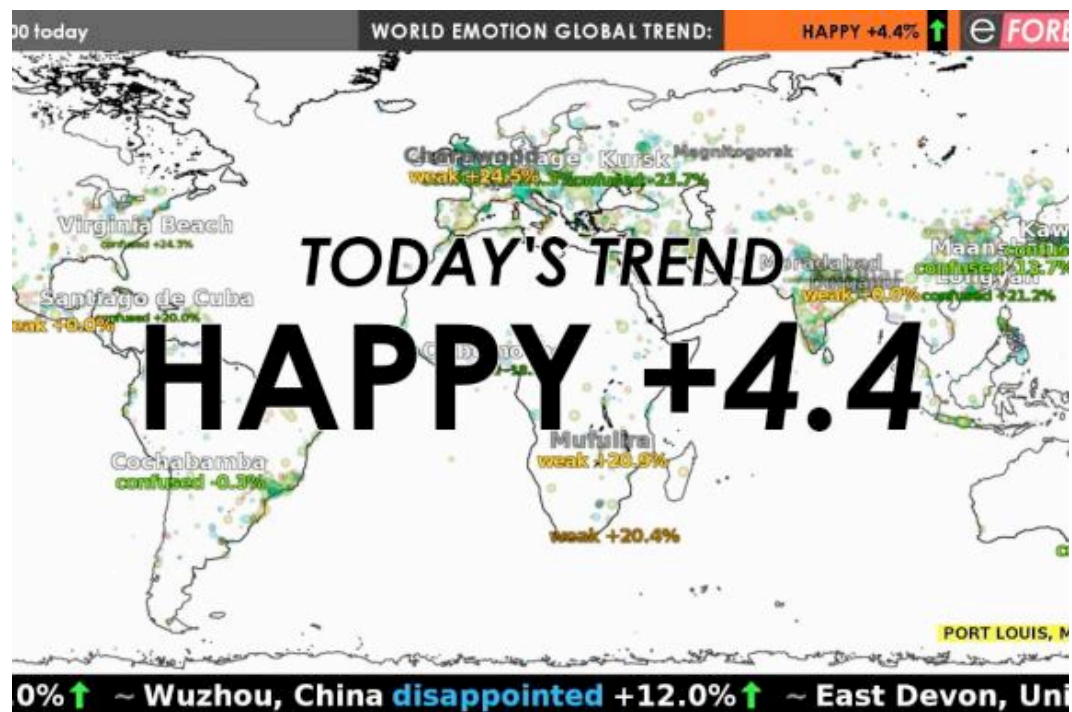 00 today WORLD EMOTION GLOBAL TREND: HAPPY +4.4% ↑ e FORE
Kursk Magnitogorsk
weak +24.5% confused -23.7%
Virginia Beach
confused +24.3%
Kaw
TODAY'S TREND
Maans
Moradabad
confused -13.7%
weak +0.0% confused +21.2%
Santiago de Cuba
weak +0.0% confused +20.0%
HAPPY +4.4
Mufulira
weak +20.9%
Cochabamba
confused -0.3%
weak +20.4%
PORT LOUIS, M
.0% ↑ ~ Wuzhou, China disappointed +12.0% ↑ ~ East Devon, Uni